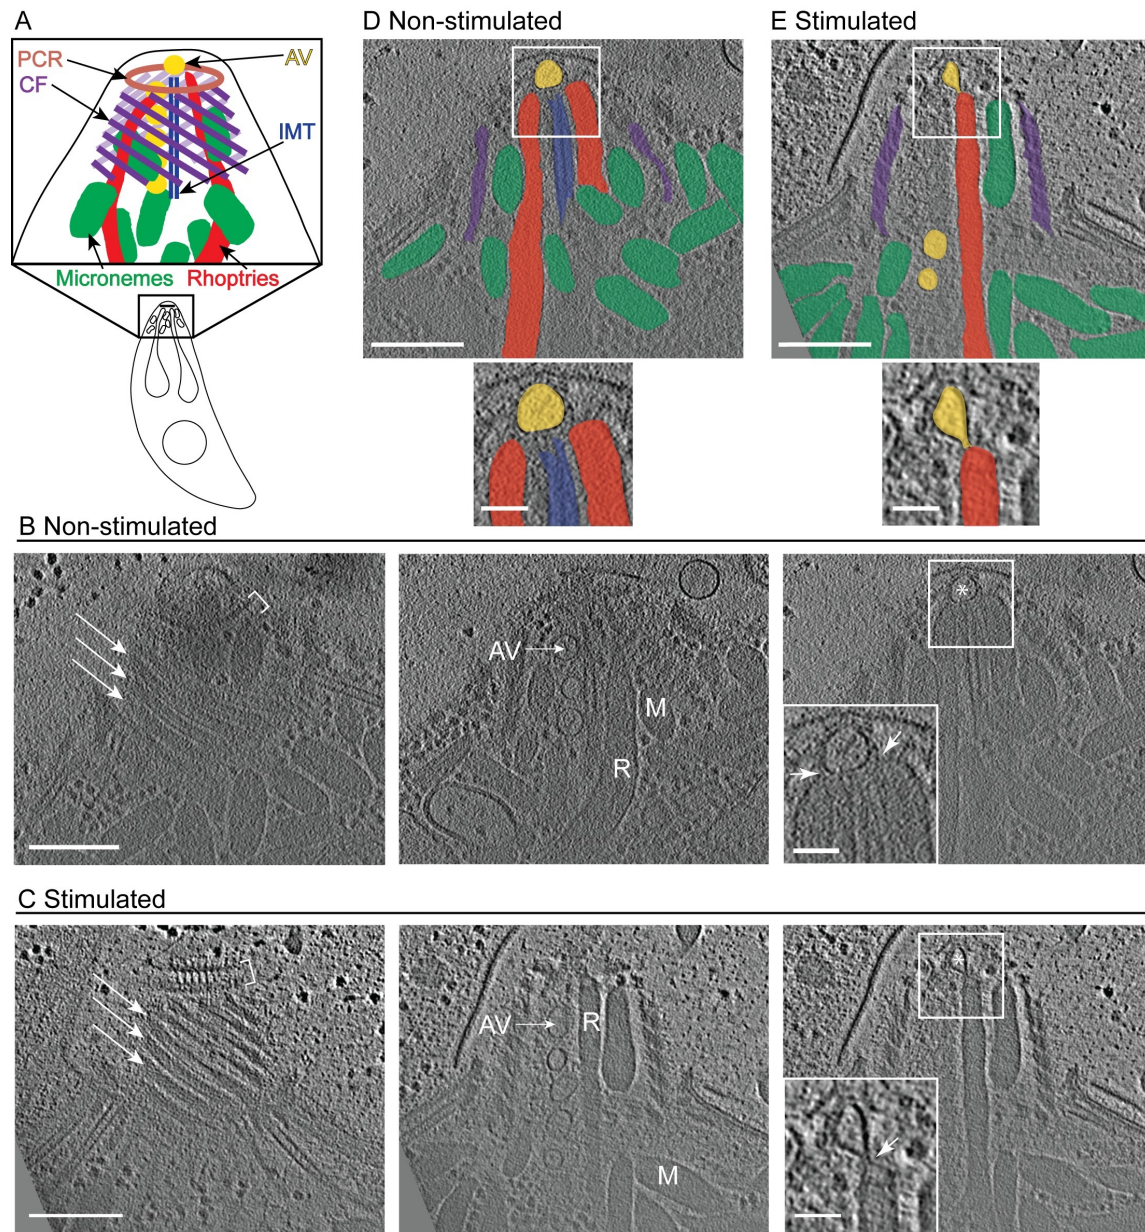 A
PCR
CF
AV
IMT
Micronemes Rhoptries
D Non-stimulated
E Stimulated
B Non-stimulated
AV
M
R
*
C Stimulated
AV
R
M
*